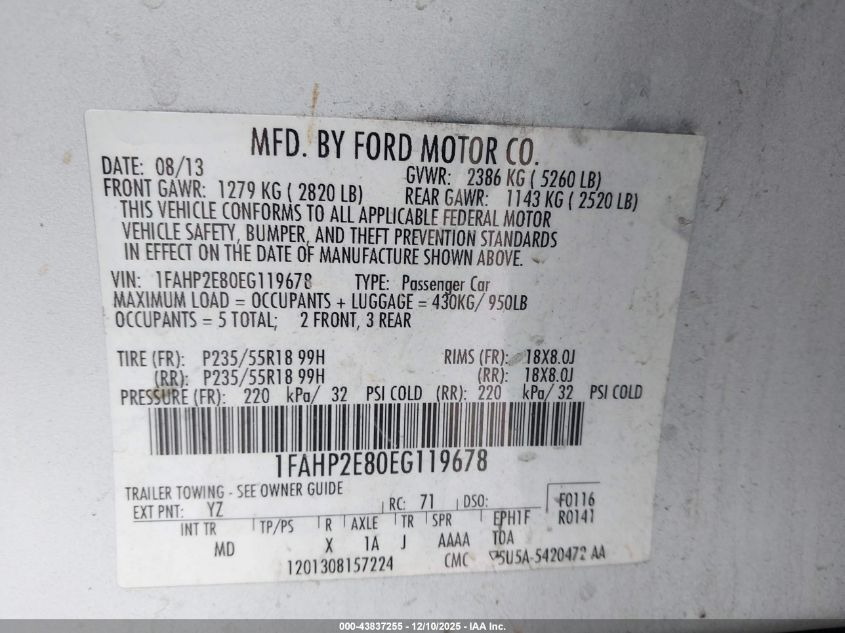 MFD. BY FORD MOTOR CO.
DATE: 08/13 GVWR: 2386 KG ( 5260 LB)
FRONT GAWR: 1279 KG ( 2820 LB) REAR GAWR: 1143 KG ( 2520 LB)
THIS VEHICLE CONFORMS TO ALL APPLICABLE FEDERAL MOTOR
VEHICLE SAFETY, BUMPER, AND THEFT PREVENTION STANDARDS
IN EFFECT ON THE DATE OF MANUFACTURE SHOWN ABOVE.
VIN: 1FAHP2E80EG119678 TYPE: Passenger Car
MAXIMUM LOAD = OCCUPANTS + LUGGAGE = 430KG/ 950LB
OCCUPANTS = 5 TOTAL; 2 FRONT, 3 REAR
TIRE (FR): P235/55R18 99H RIMS (FR): 18X8.0J
(RR): P235/55R18 99H (RR): 18X8.0J
PRESSURE (FR): 220 kPa/ 32 PSI COLD (RR): 220 kPa/ 32 PSI COLD
1FAHP2E80EG119678
TRAILER TOWING - SEE OWNER GUIDE
EXT PNT: YZ RC: 71 DSO: F0116
INT TR TP/PS R AXLE TR SPR EPH1F R0141
MD X 1A J AAAA TOA
1201308157224 CMC 5U5A-5420472 AA
000-43837255 - 12/10/2025 - IAA Inc.